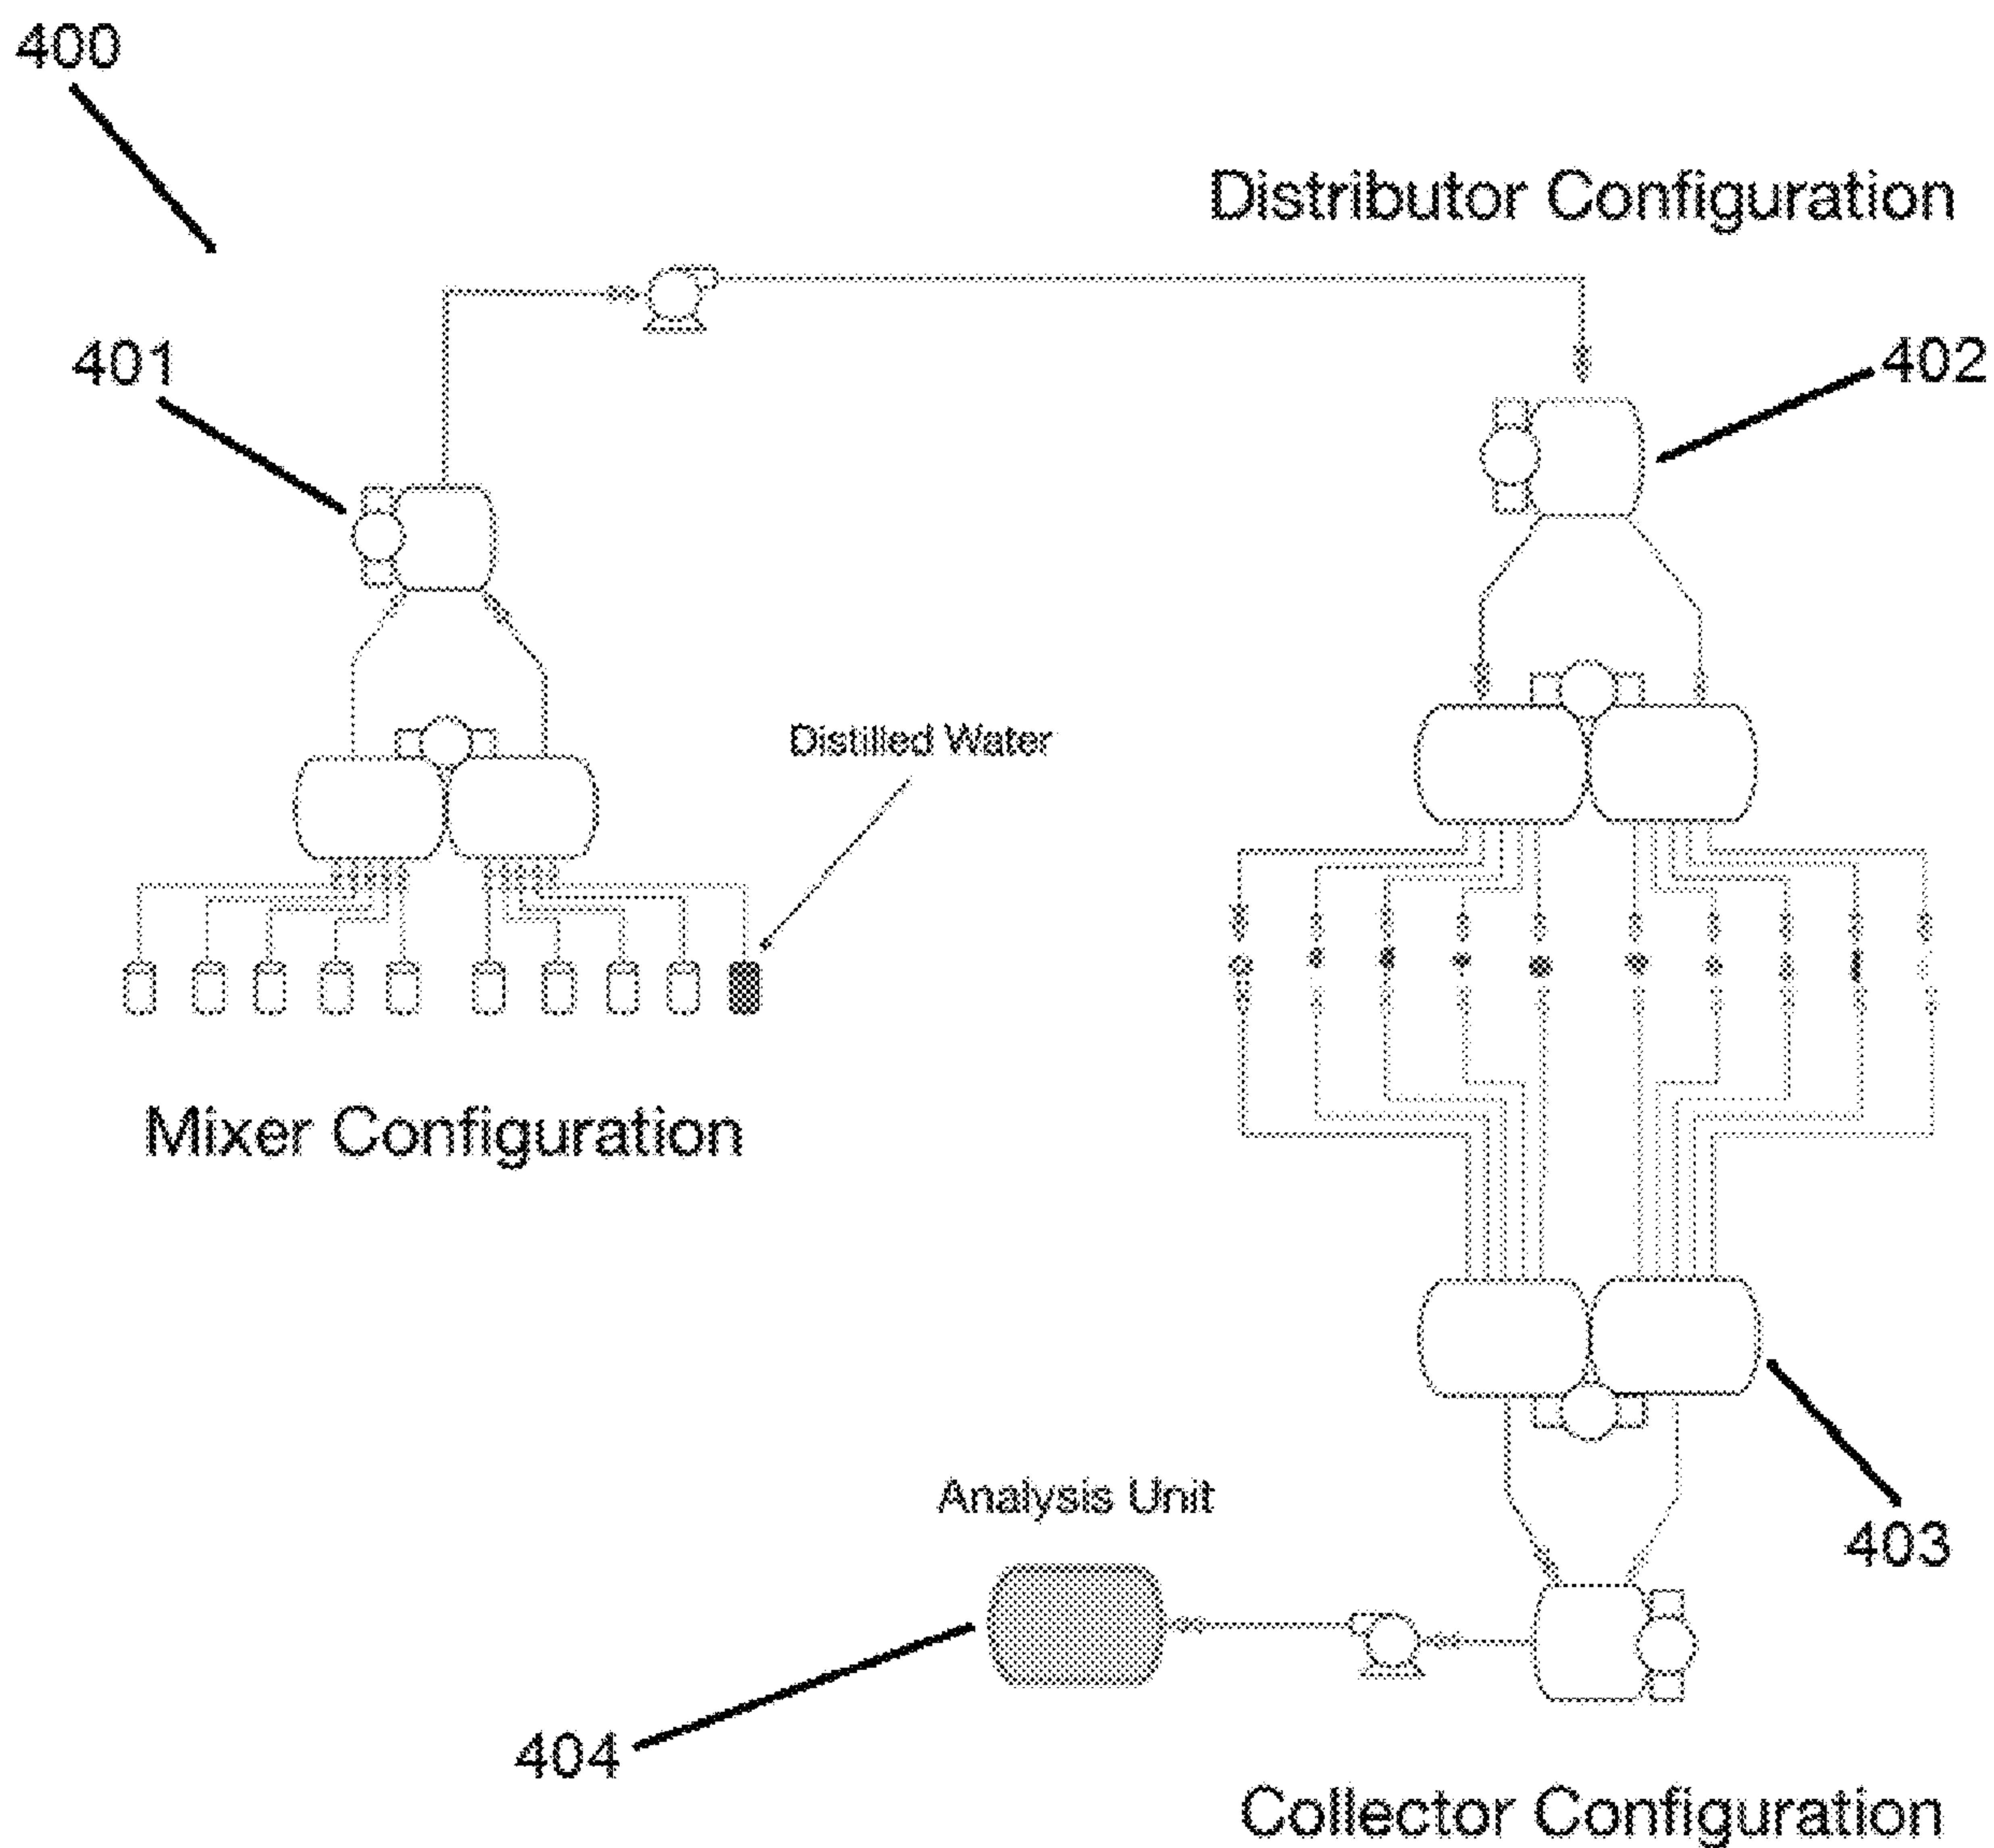 400
Distributor Configuration
401
402
Distilled Water
Mixer Configuration
Analysis Unit
403
404
Collector Configuration